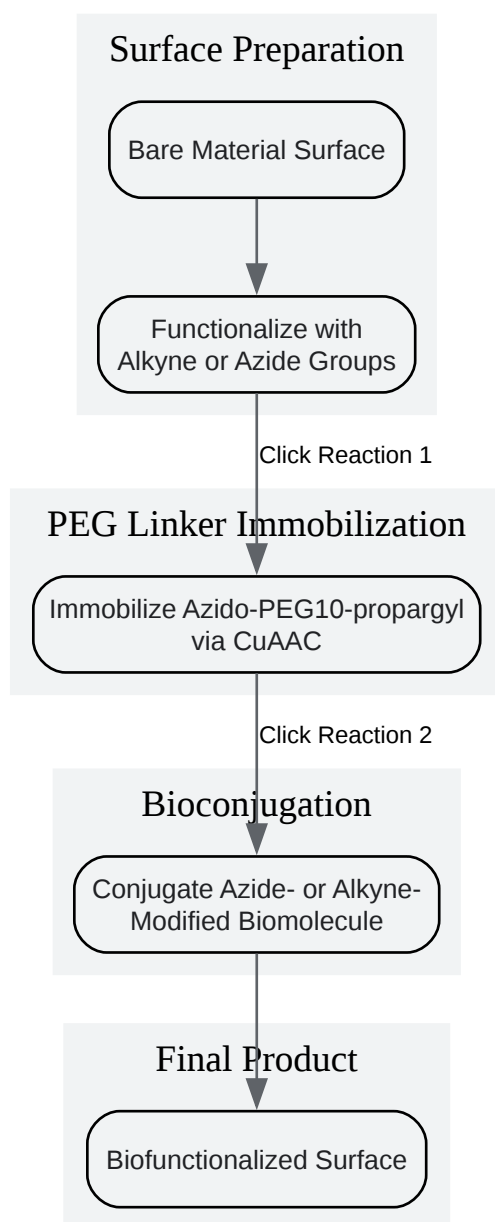 Surface Preparation
Bare Material Surface
Functionalize with
Alkyne or Azide Groups
Click Reaction 1
PEG Linker Immobilization
Immobilize Azido-PEG10-propargyl
via CuAAC
Click Reaction 2
Bioconjugation
Conjugate Azide- or Alkyne-
Modified Biomolecule
Final Product
Biofunctionalized Surface